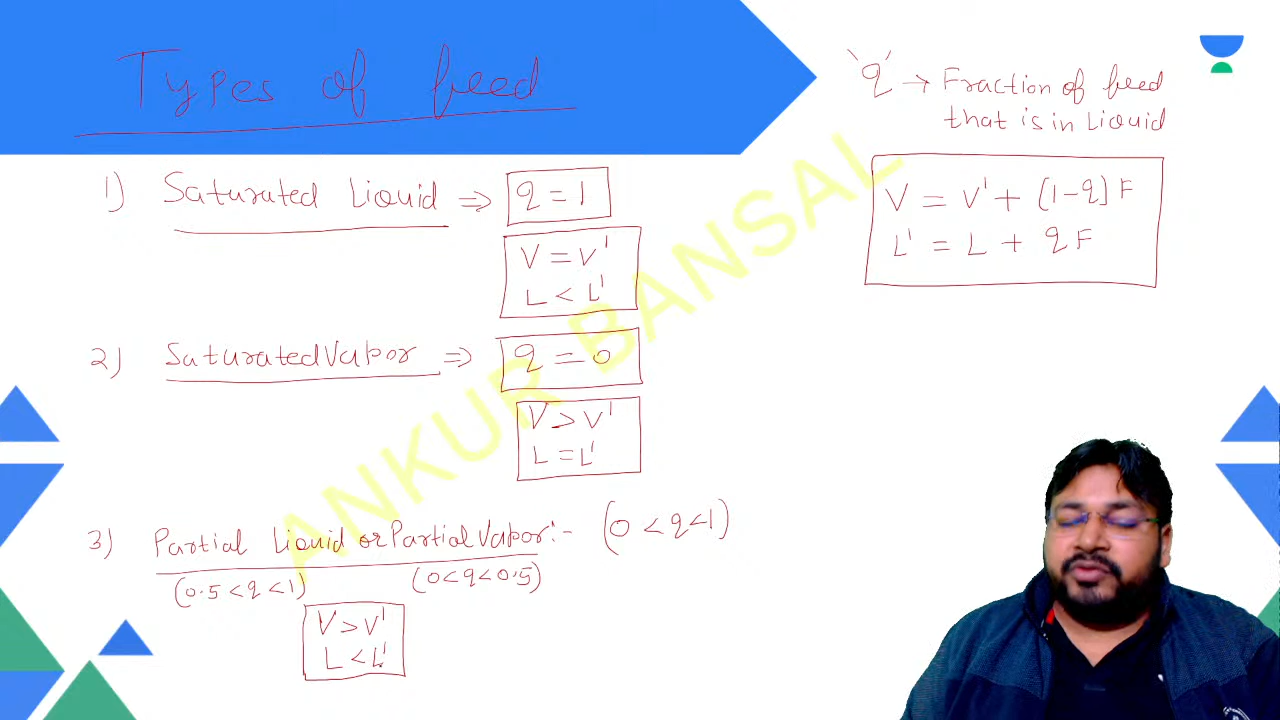 Types of feed
'q' → Fraction of feed
that is in Liquid
V = V' + (1-q) F
L' = L + qF
1) Saturated Liquid ⇒ q = 1
V = V'
L < L'
2) Saturated Vapor ⇒ q = 0
V > V'
L = L'
3) Partial Liquid or Partial Vapor :- (0 < q < 1)
(0.5 < q < 1) (0 < q < 0.5)
V > V'
L < L'
ANKUR BANSAL